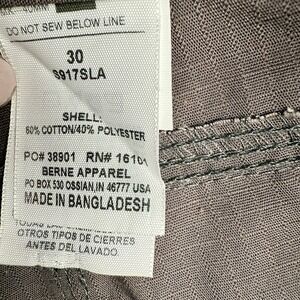 DO NOT SEW BELOW LINE
30
S917SLA
SHELL:
60% COTTON/40% POLYESTER
PO# 38901 RN# 16101
BERNE APPAREL
PO BOX 530 OSSIAN,IN 46777 USA
MADE IN BANGLADESH
OTROS TIPOS DE CIERRES
ANTES DEL LAVADO.